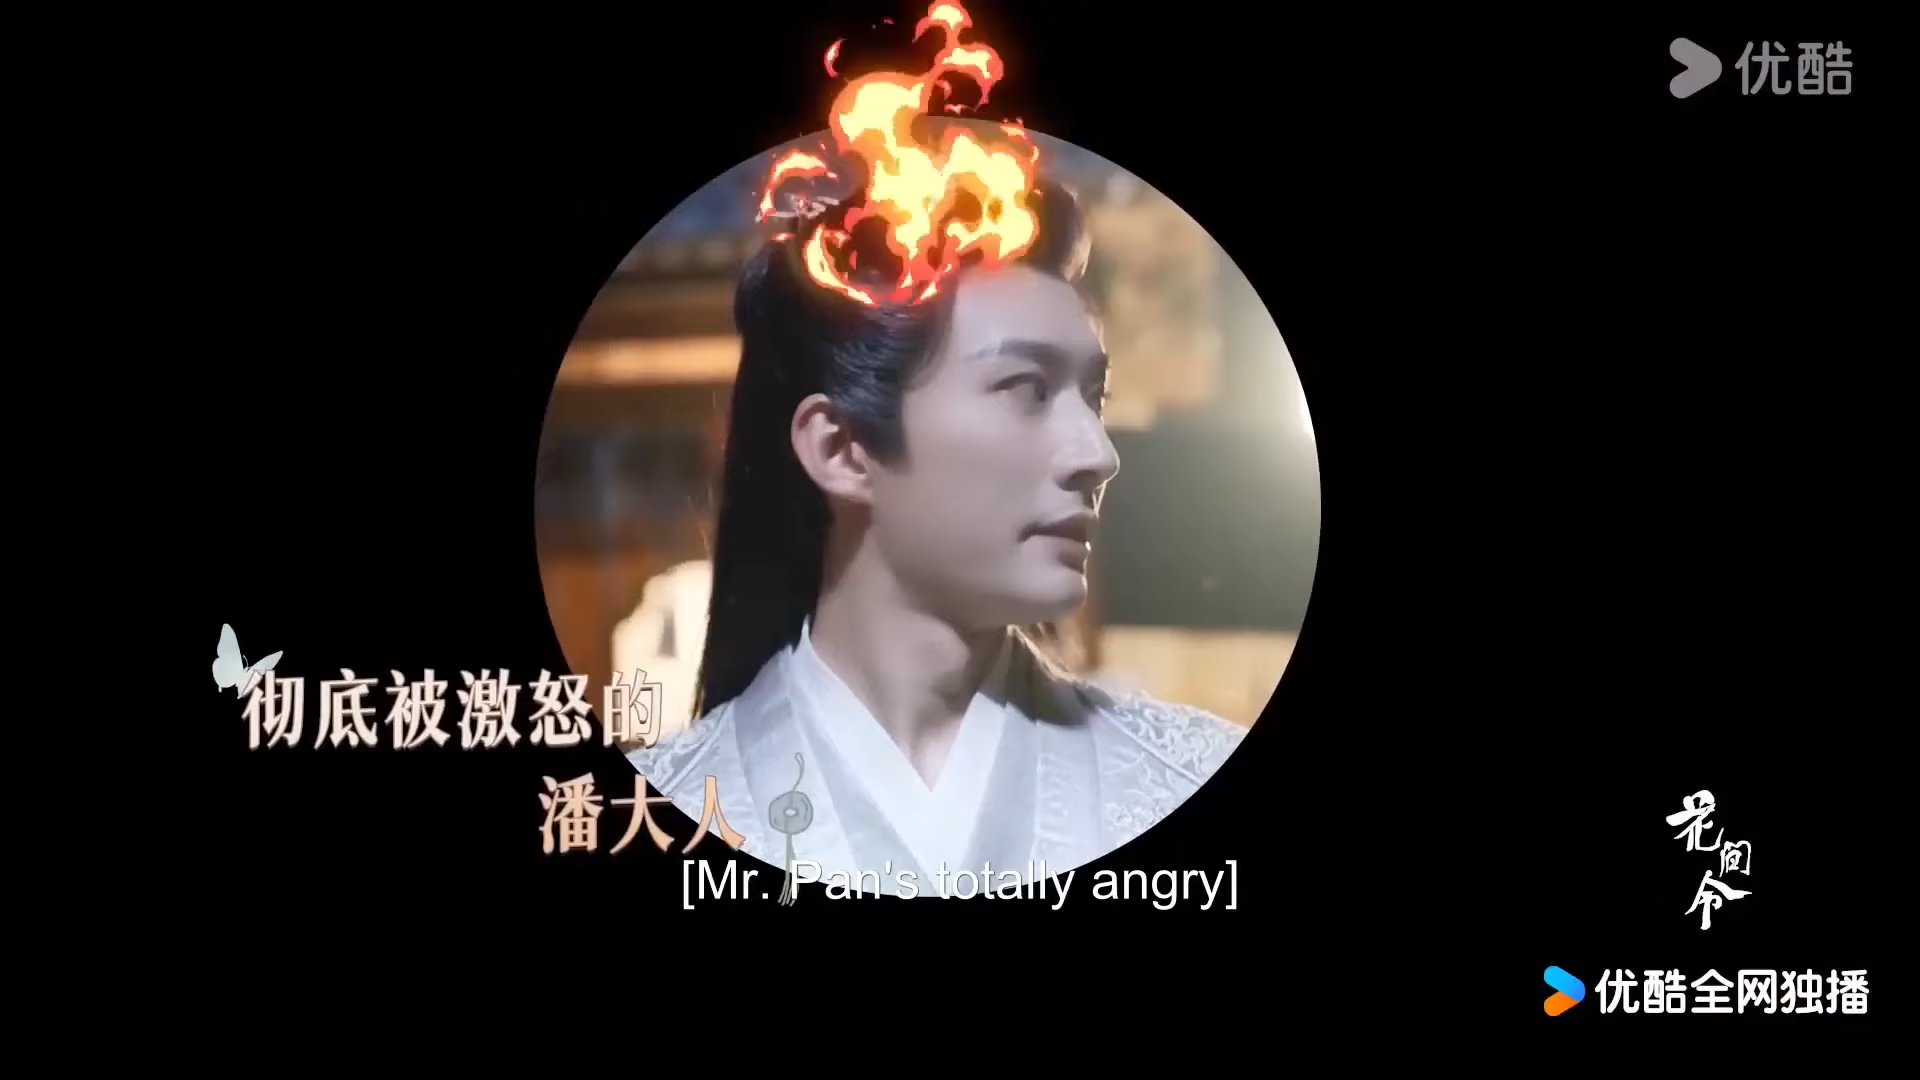 优酷
彻底被激怒的
潘大人
[Mr. Pan's totally angry]
花间令
优酷全网独播